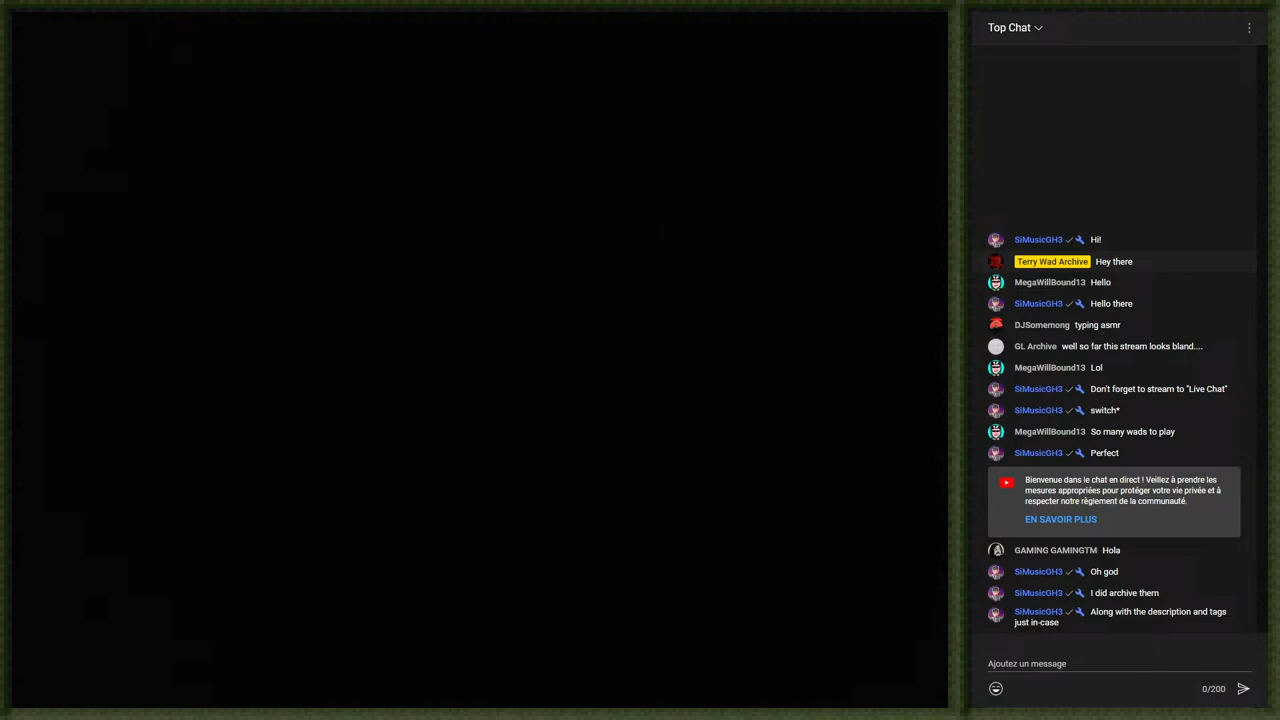 Top Chat
SiMusicGH3 Hi!
Terry Wad Archive Hey there
MegaWillBound13 Hello
SiMusicGH3 Hello there
DJSomemong typing asmr
GL Archive well so far this stream looks bland....
MegaWillBound13 Lol
SiMusicGH3 Don't forget to stream to "Live Chat"
SiMusicGH3 switch*
MegaWillBound13 So many wads to play
SiMusicGH3 Perfect
Bienvenue dans le chat en direct ! Veillez à prendre les
mesures appropriées pour protéger votre vie privée et à
respecter notre règlement de la communauté.
EN SAVOIR PLUS
GAMING GAMINGTM Hola
SiMusicGH3 Oh god
SiMusicGH3 I did archive them
SiMusicGH3 Along with the description and tags
just in-case
Ajoutez un message
0/200